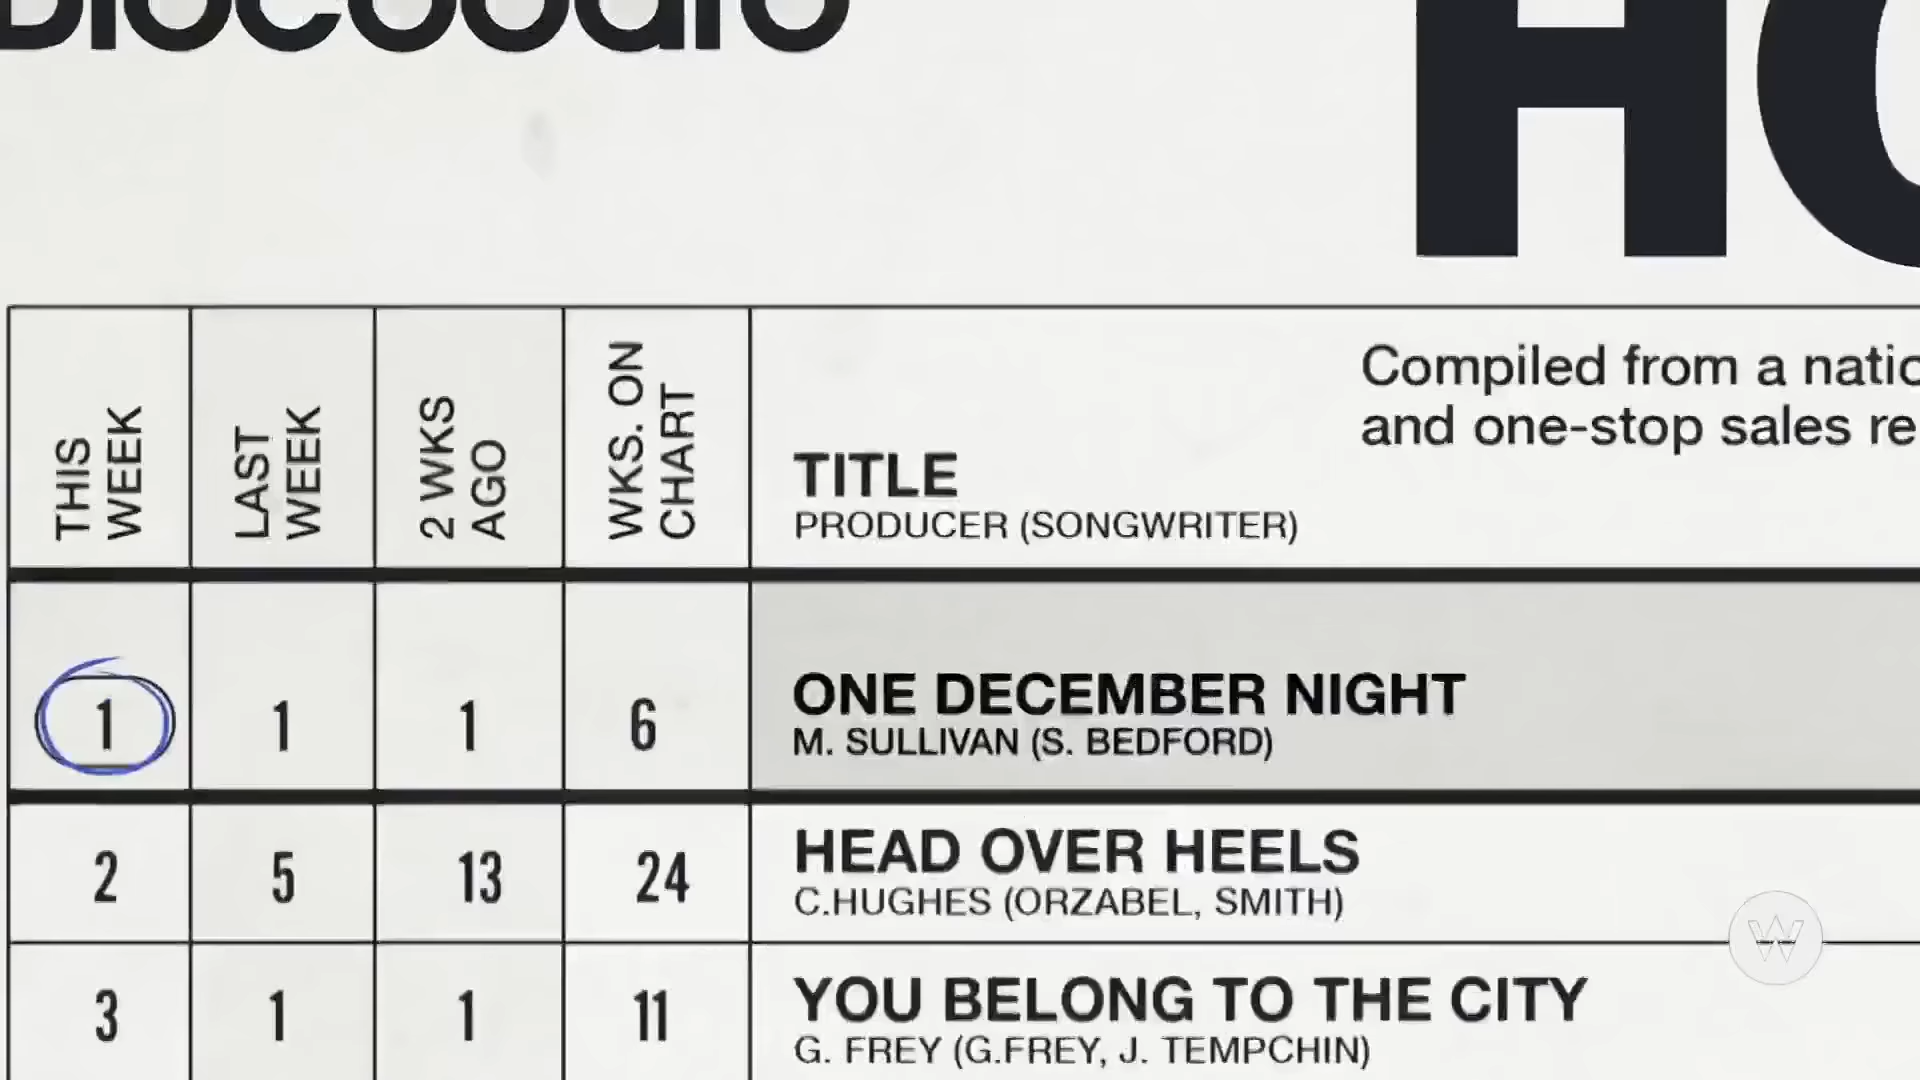 THIS WEEK
LAST WEEK
2 WKS AGO
WKS. ON CHART
TITLE
PRODUCER (SONGWRITER)
Compiled from a
and one-stop sales
1 1 1 6 ONE DECEMBER NIGHT
M. SULLIVAN (S. BEDFORD)
2 5 13 24 HEAD OVER HEELS
C.HUGHES (ORZABEL, SMITH)
3 1 1 11 YOU BELONG TO THE CITY
G. FREY (G.FREY, J. TEMPCHIN)
W